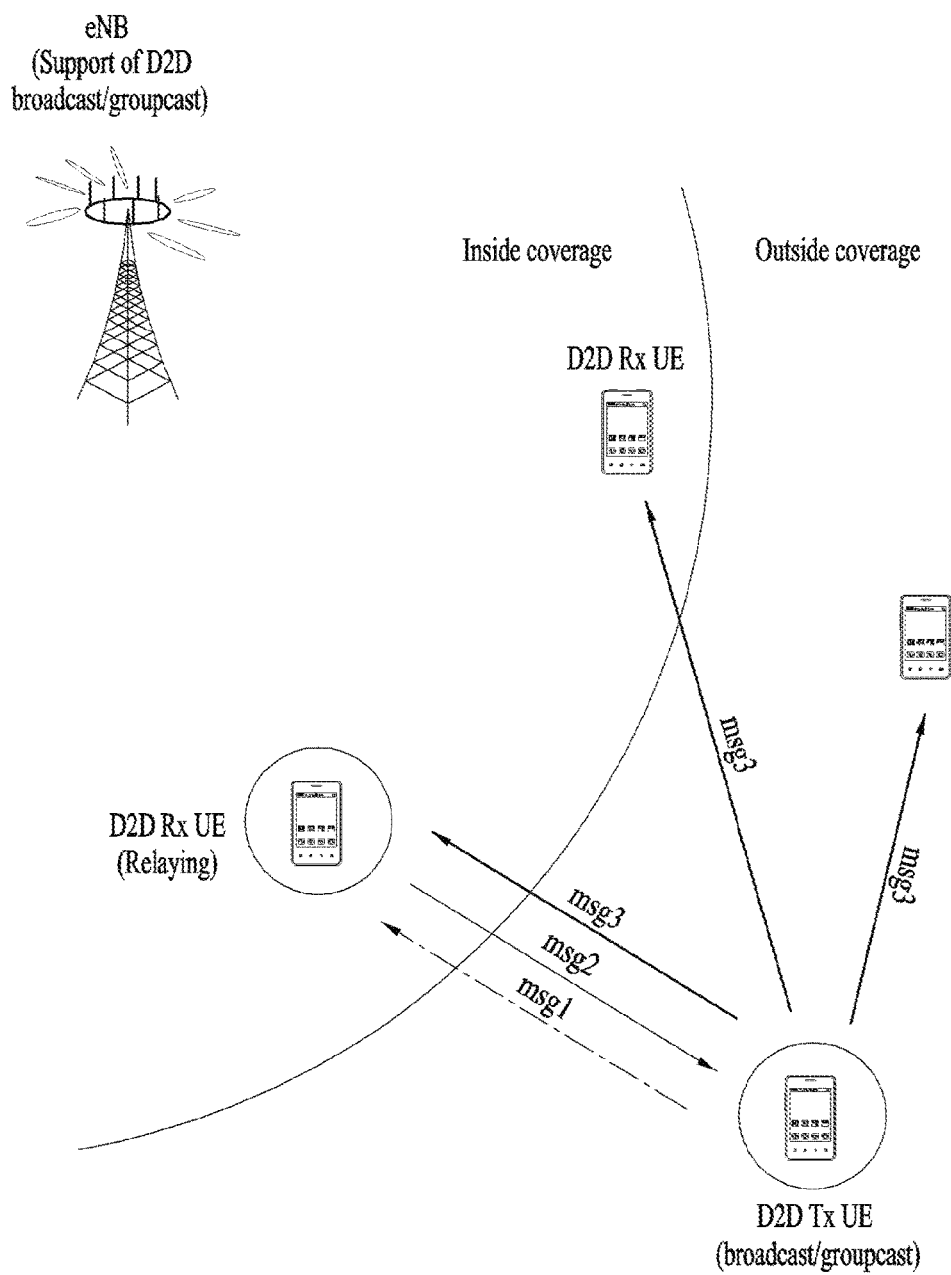 eNB
(Support of D2D
broadcast/groupcast)
Inside coverage
Outside coverage
D2D Rx UE
msg3
msg3
D2D Rx UE
(Relaying)
msg3
msg2
msg1
D2D Tx UE
(broadcast/groupcast)